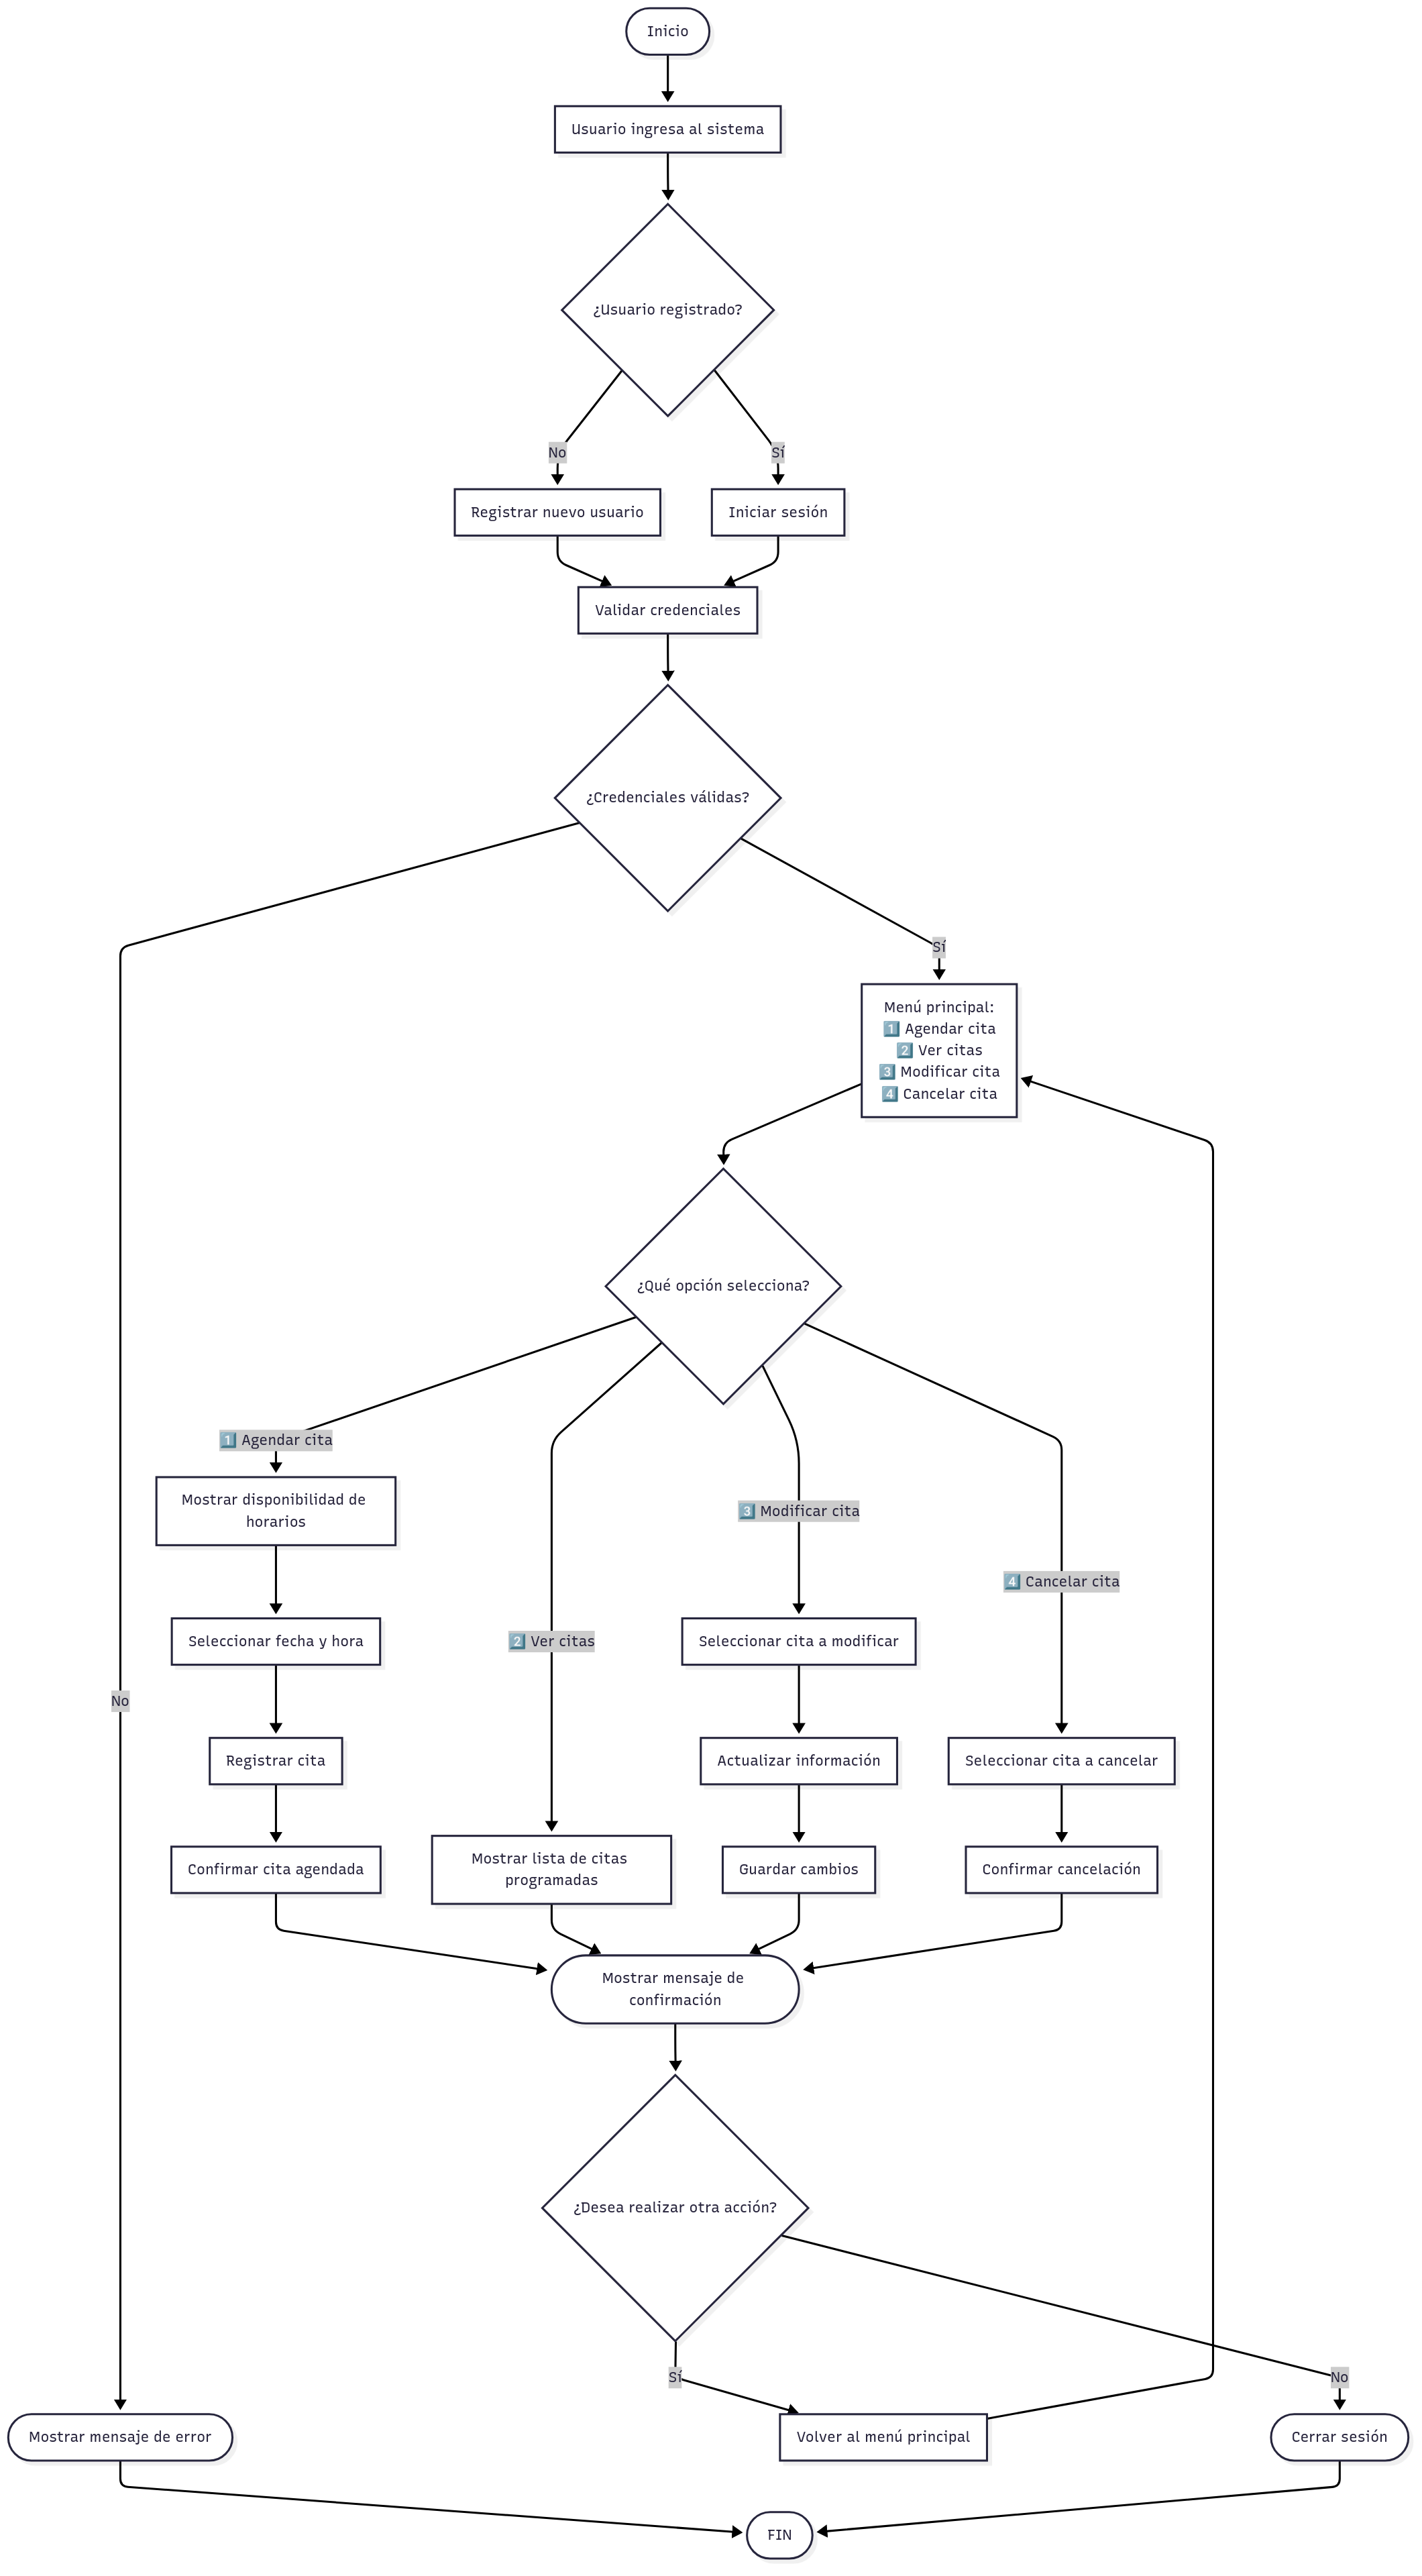 Inicio
Usuario ingresa al sistema
¿Usuario registrado?
No
Sí
Registrar nuevo usuario
Iniciar sesión
Validar credenciales
¿Credenciales válidas?
Sí
Menú principal:
1️⃣ Agendar cita
2️⃣ Ver citas
3️⃣ Modificar cita
4️⃣ Cancelar cita
¿Qué opción selecciona?
1️⃣ Agendar cita
Mostrar disponibilidad de
horarios
3️⃣ Modificar cita
4️⃣ Cancelar cita
Seleccionar fecha y hora
2️⃣ Ver citas
Seleccionar cita a modificar
No
Registrar cita
Actualizar información
Seleccionar cita a cancelar
Confirmar cita agendada
Mostrar lista de citas
programadas
Guardar cambios
Confirmar cancelación
Mostrar mensaje de
confirmación
¿Desea realizar otra acción?
Sí
No
Mostrar mensaje de error
Volver al menú principal
Cerrar sesión
FIN